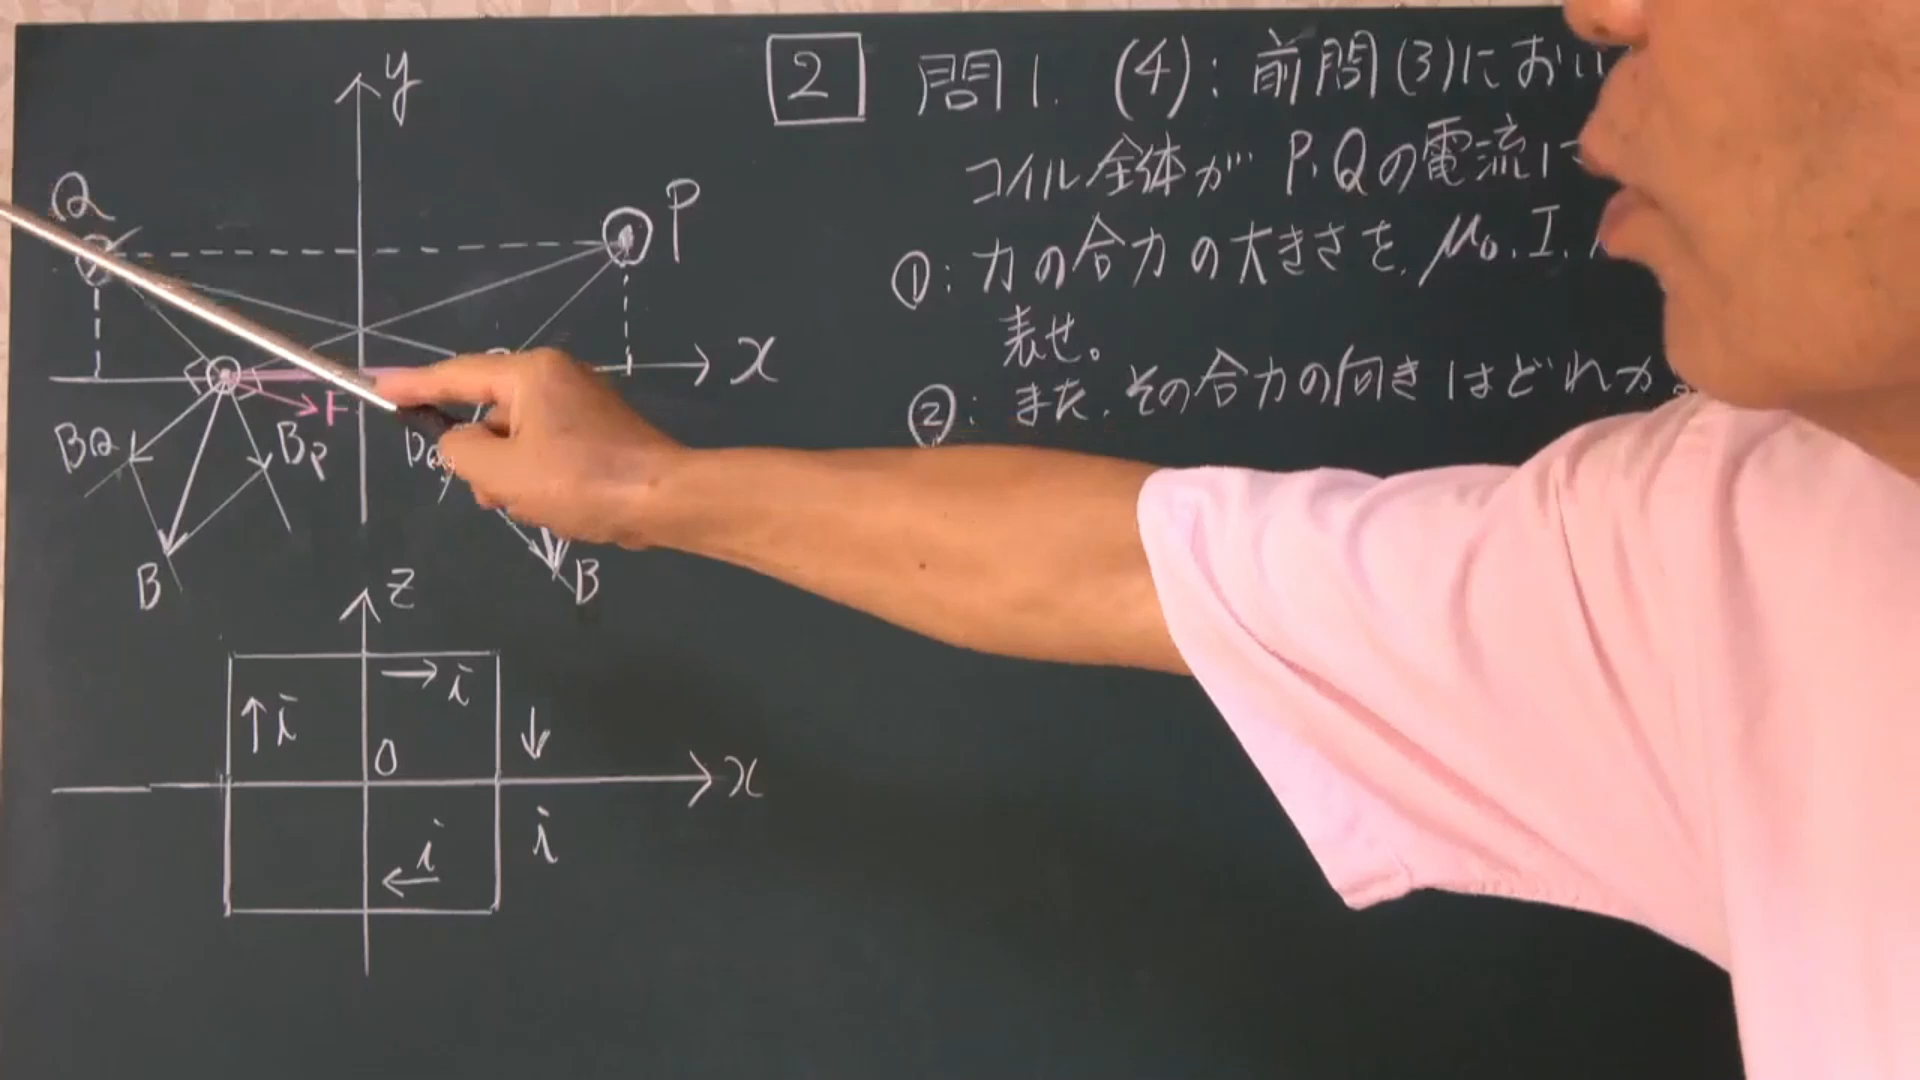 2 問1. (4): 前問(3)におい
コイル全体が P.Qの電流に
①: 力の合力の大きさを, μ0. I.
表せ。
②: また, その合力の向きはどれか。
y
Q
P
x
F
BQ
BP
B
B
z
i
i
O
x
i
i